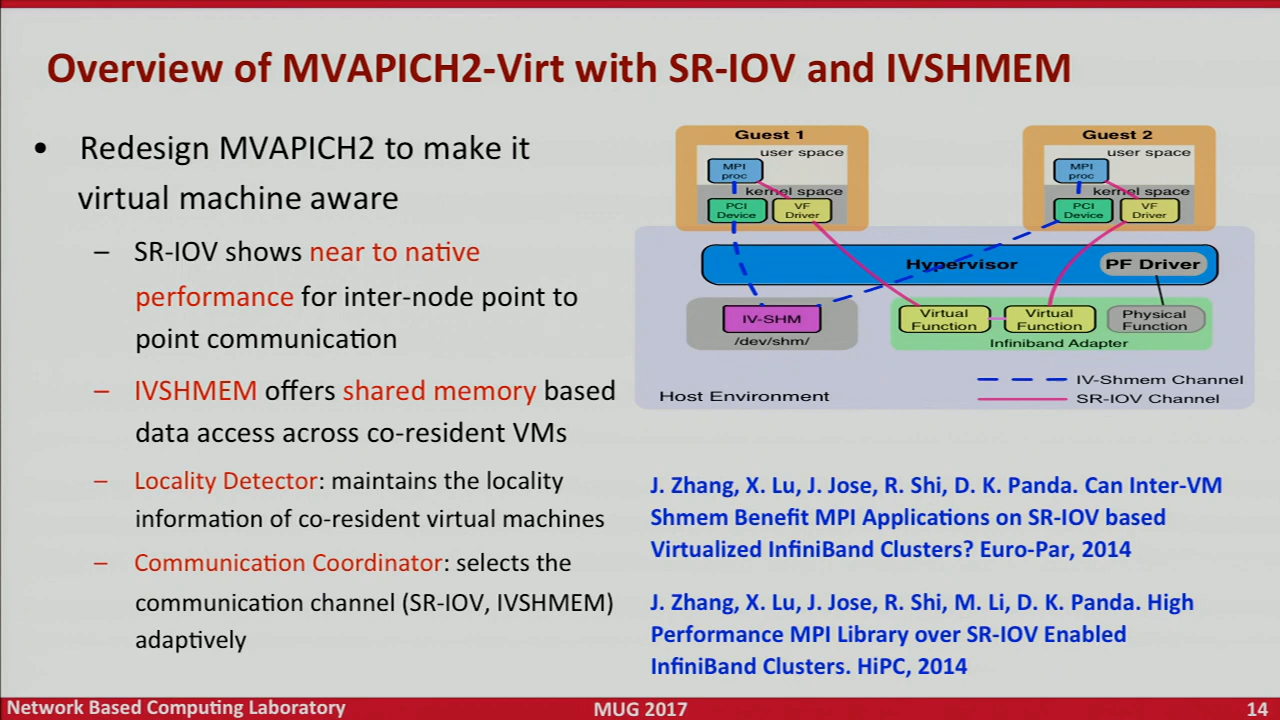 Overview of MVAPICH2-Virt with SR-IOV and IVSHMEM
• Redesign MVAPICH2 to make it
virtual machine aware
– SR-IOV shows near to native
performance for inter-node point to
point communication
– IVSHMEM offers shared memory based
data access across co-resident VMs
– Locality Detector: maintains the locality
information of co-resident virtual machines
– Communication Coordinator: selects the
communication channel (SR-IOV, IVSHMEM)
adaptively
Guest 1
user space
MPI
proc
kernel space
PCI
Device
VF
Driver
Guest 2
user space
MPI
proc
kernel space
PCI
Device
VF
Driver
Hypervisor
PF Driver
IV-SHM
/dev/shm/
Virtual
Function
Virtual
Function
Physical
Function
Infiniband Adapter
Host Environment
IV-Shmem Channel
SR-IOV Channel
J. Zhang, X. Lu, J. Jose, R. Shi, D. K. Panda. Can Inter-VM
Shmem Benefit MPI Applications on SR-IOV based
Virtualized InfiniBand Clusters? Euro-Par, 2014
J. Zhang, X. Lu, J. Jose, R. Shi, M. Li, D. K. Panda. High
Performance MPI Library over SR-IOV Enabled
InfiniBand Clusters. HiPC, 2014
Network Based Computing Laboratory
MUG 2017
14